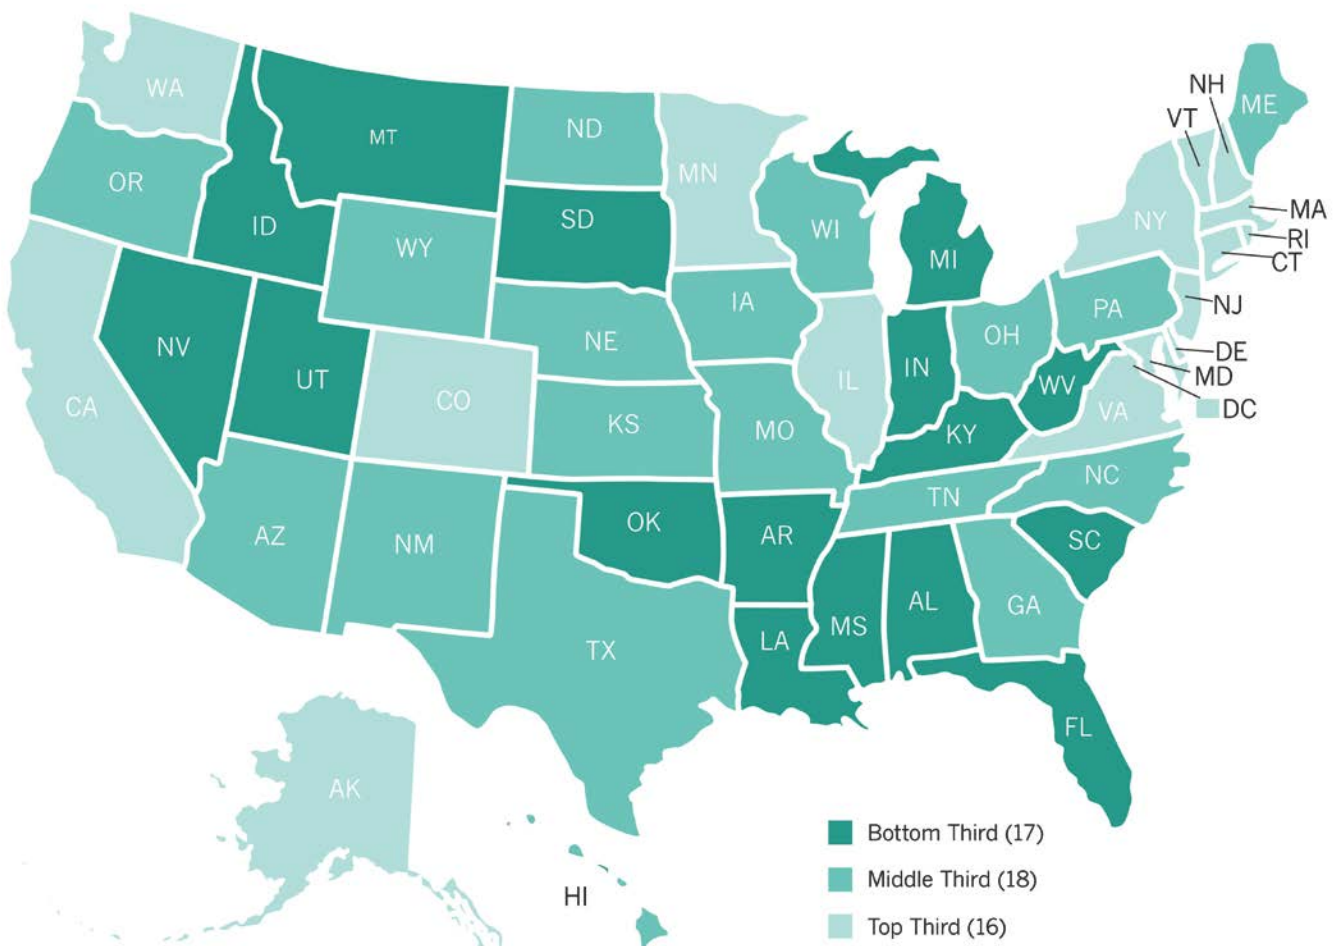 NH
ME
WA
VT
MT
ND
MN
OR
MA
SD
ID
NY
WI
RI
WY
MI
CT
IA
NJ
PA
OH
NE
NV
DE
IN
UT
MD
IL
WV
CO
CA
VA
DC
KS
MO
KY
NC
TN
OK
AZ
AR
SC
NM
AL
GA
MS
LA
TX
FL
AK
Bottom Third (17)
Middle Third (18)
HI
Top Third (16)